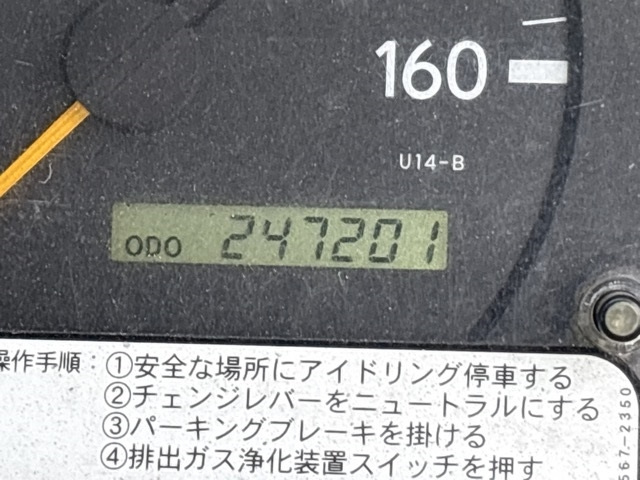 160
U14-B
ODO 247201
操作手順：①安全な場所にアイドリング停車する
②チェンジレバーをニュートラルにする
③パーキングブレーキを掛ける
④排出ガス浄化装置スイッチを押す
567-2350